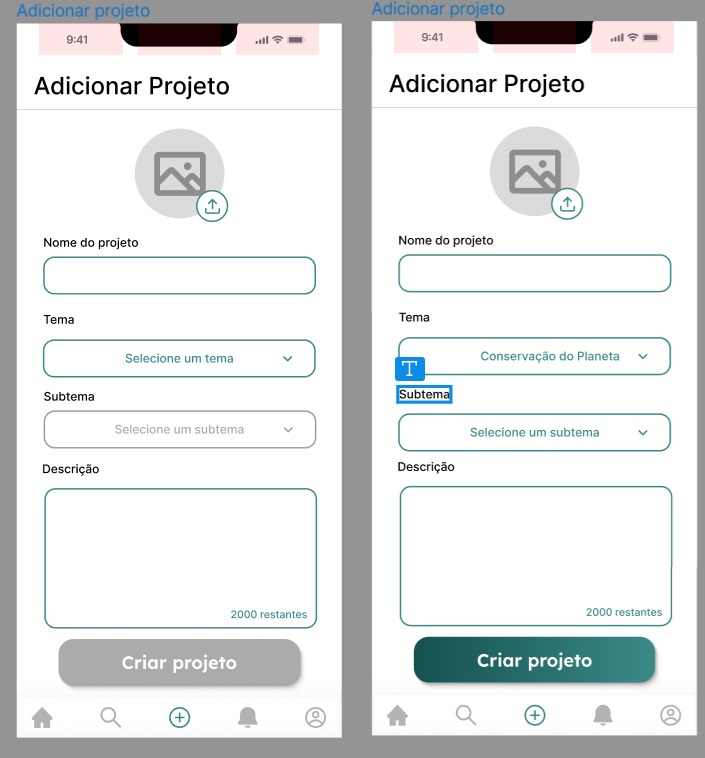 Adicionar projeto
9:41
Adicionar Projeto
Nome do projeto
Tema
Selecione um tema
Subtema
Selecione um subtema
Descrição
2000 restantes
Criar projeto
Adicionar projeto
9:41
Adicionar Projeto
Nome do projeto
Tema
Conservação do Planeta
T
Subtema
Selecione um subtema
Descrição
2000 restantes
Criar projeto